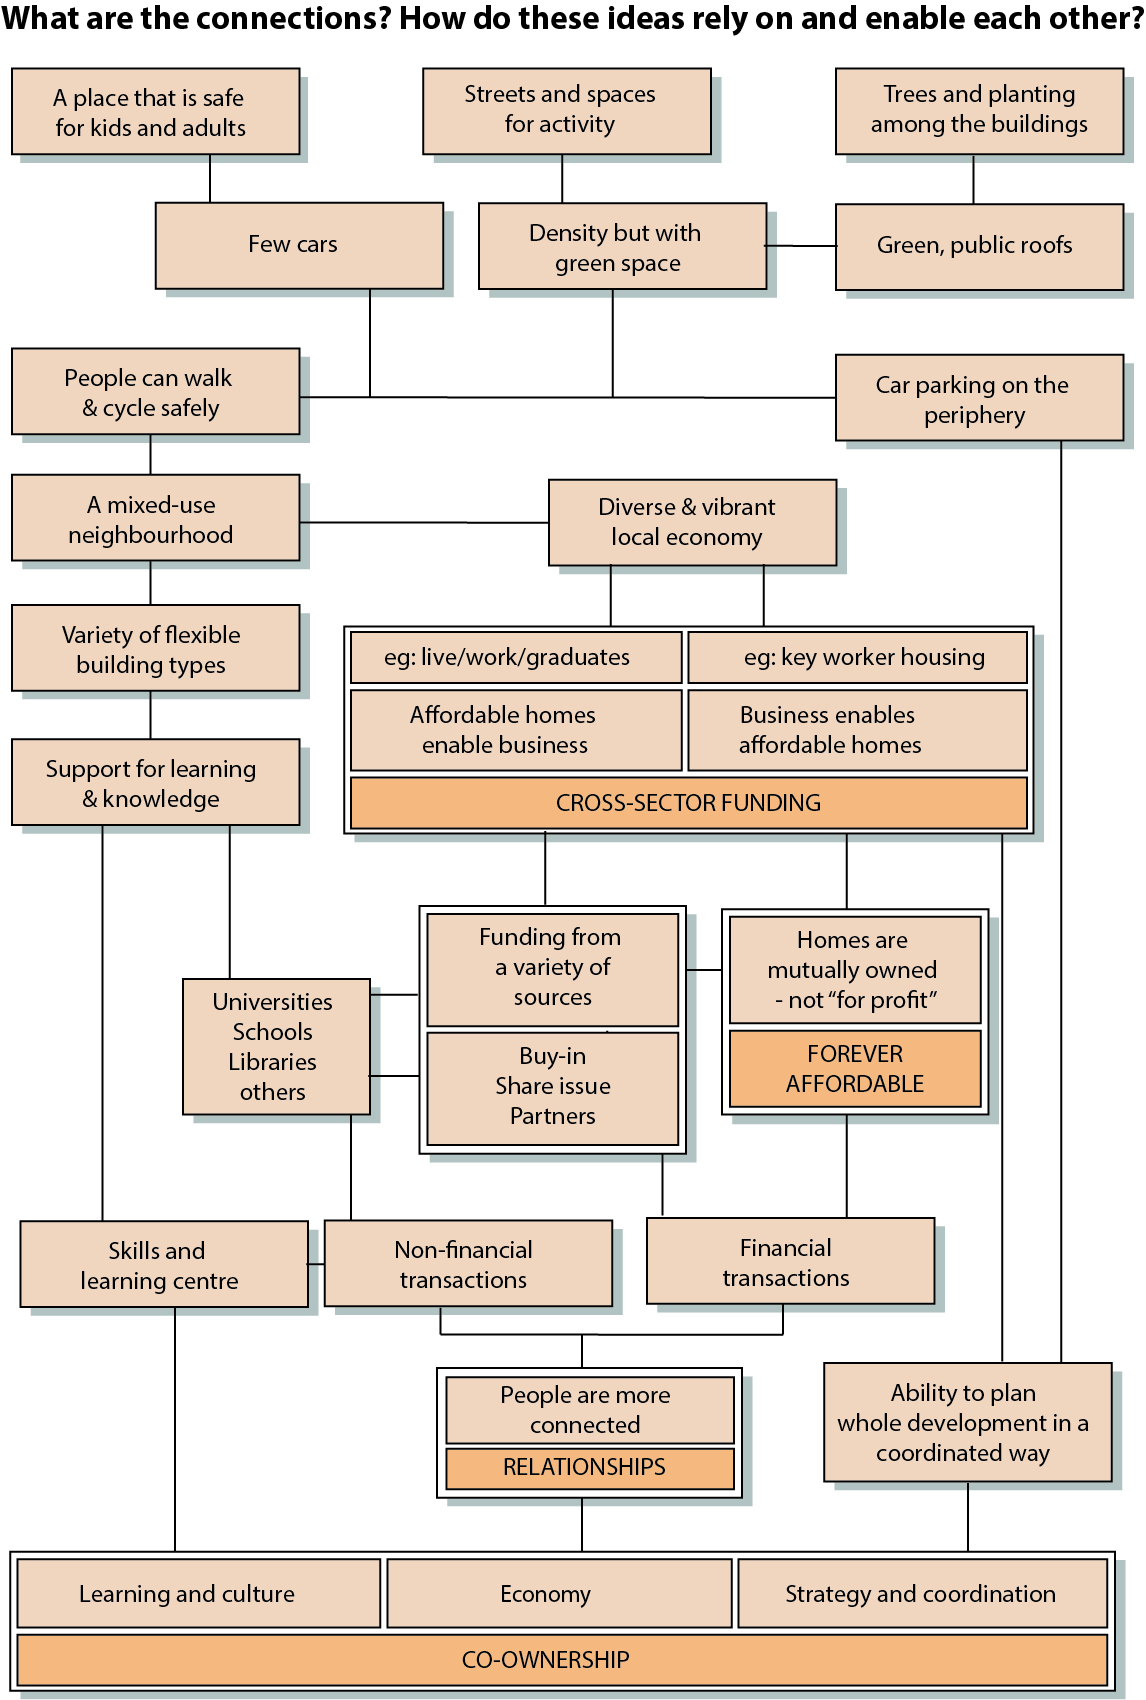 What are the connections? How do these ideas rely on and enable each other?
A place that is safe
for kids and adults
Streets and spaces
for activity
Trees and planting
among the buildings
Few cars
Density but with
green space
Green, public roofs
People can walk
& cycle safely
Car parking on the
periphery
A mixed-use
neighbourhood
Diverse & vibrant
local economy
Variety of flexible
building types
eg: live/work/graduates
eg: key worker housing
Affordable homes
enable business
Business enables
affordable homes
CROSS-SECTOR FUNDING
Support for learning
& knowledge
Funding from
a variety of
sources
Homes are
mutually owned
- not “for profit”
Universities
Schools
Libraries
others
Buy-in
Share issue
Partners
FOREVER
AFFORDABLE
Skills and
learning centre
Non-financial
transactions
Financial
transactions
People are more
connected
RELATIONSHIPS
Ability to plan
whole development in a
coordinated way
Learning and culture
Economy
Strategy and coordination
CO-OWNERSHIP